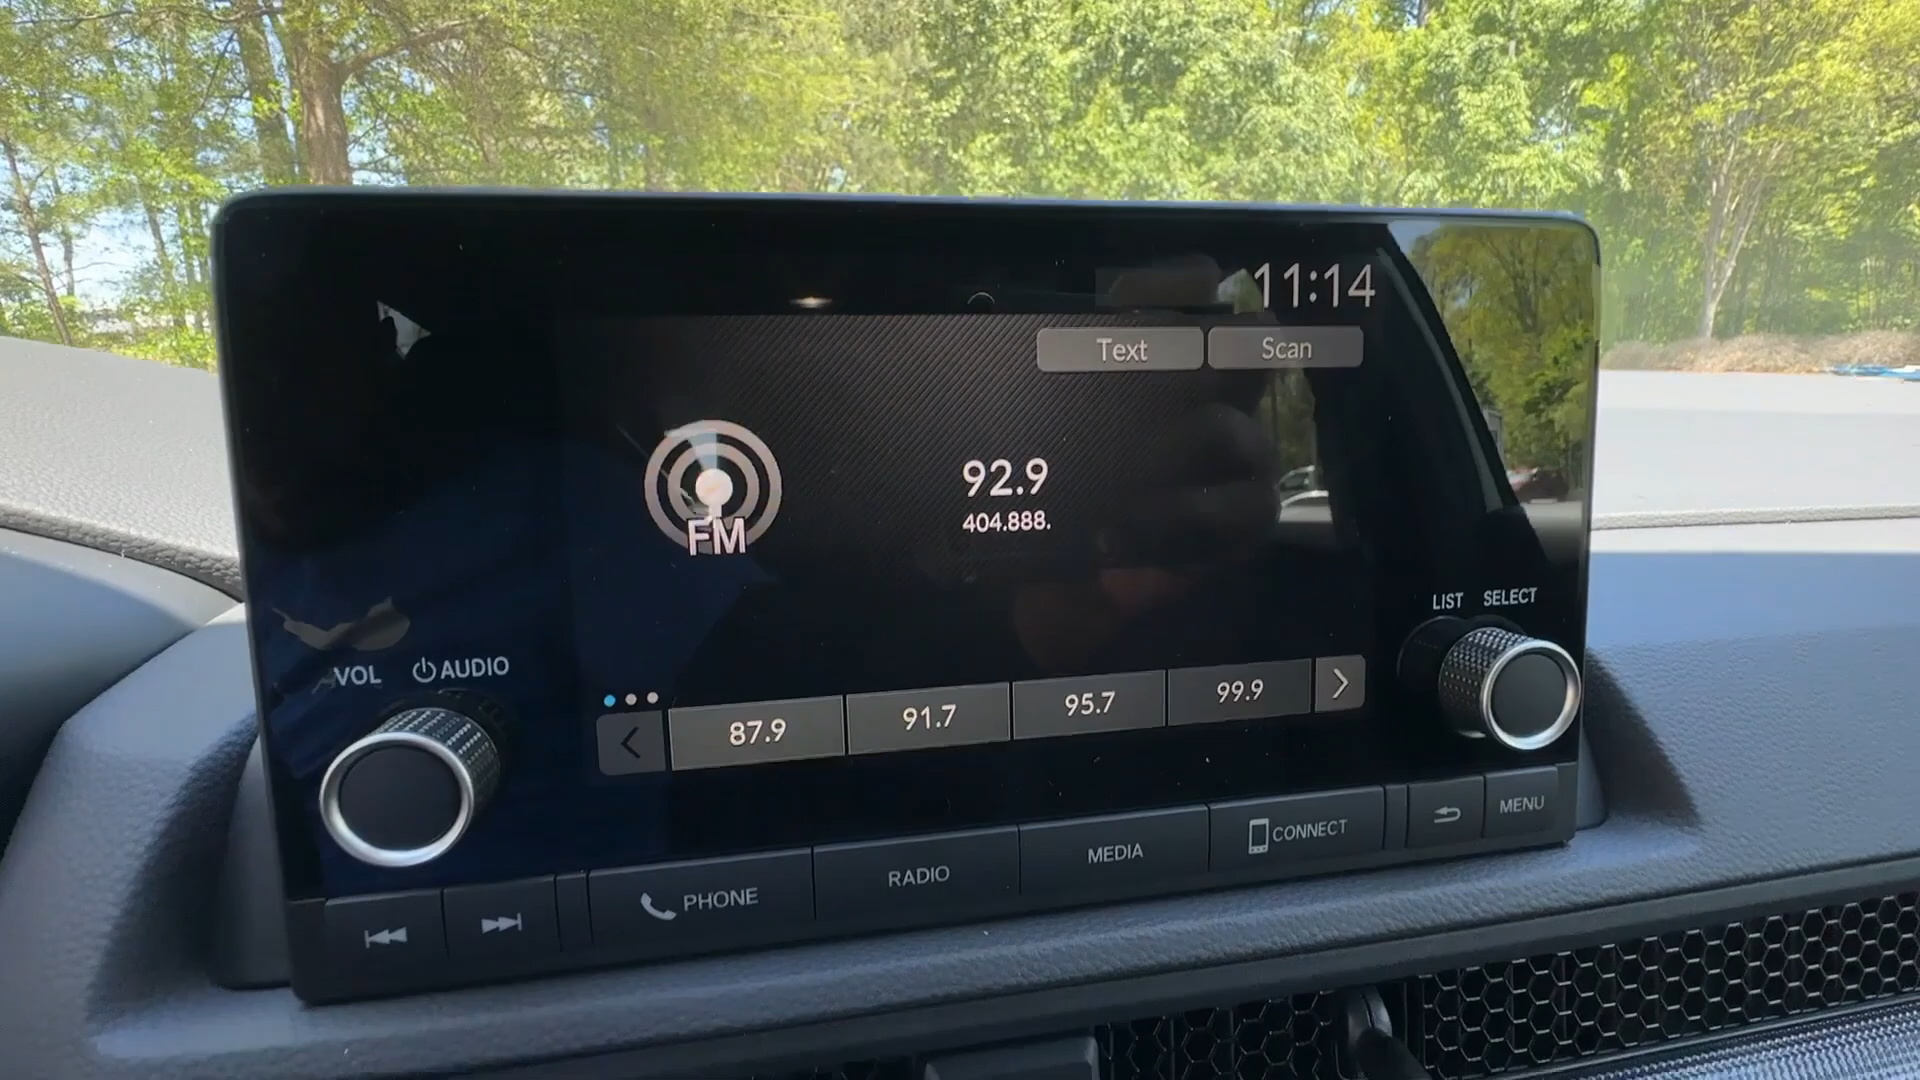 11:14
Text Scan
92.9
404.888.
FM
LIST SELECT
VOL AUDIO
87.9 91.7 95.7 99.9
PHONE RADIO MEDIA CONNECT MENU